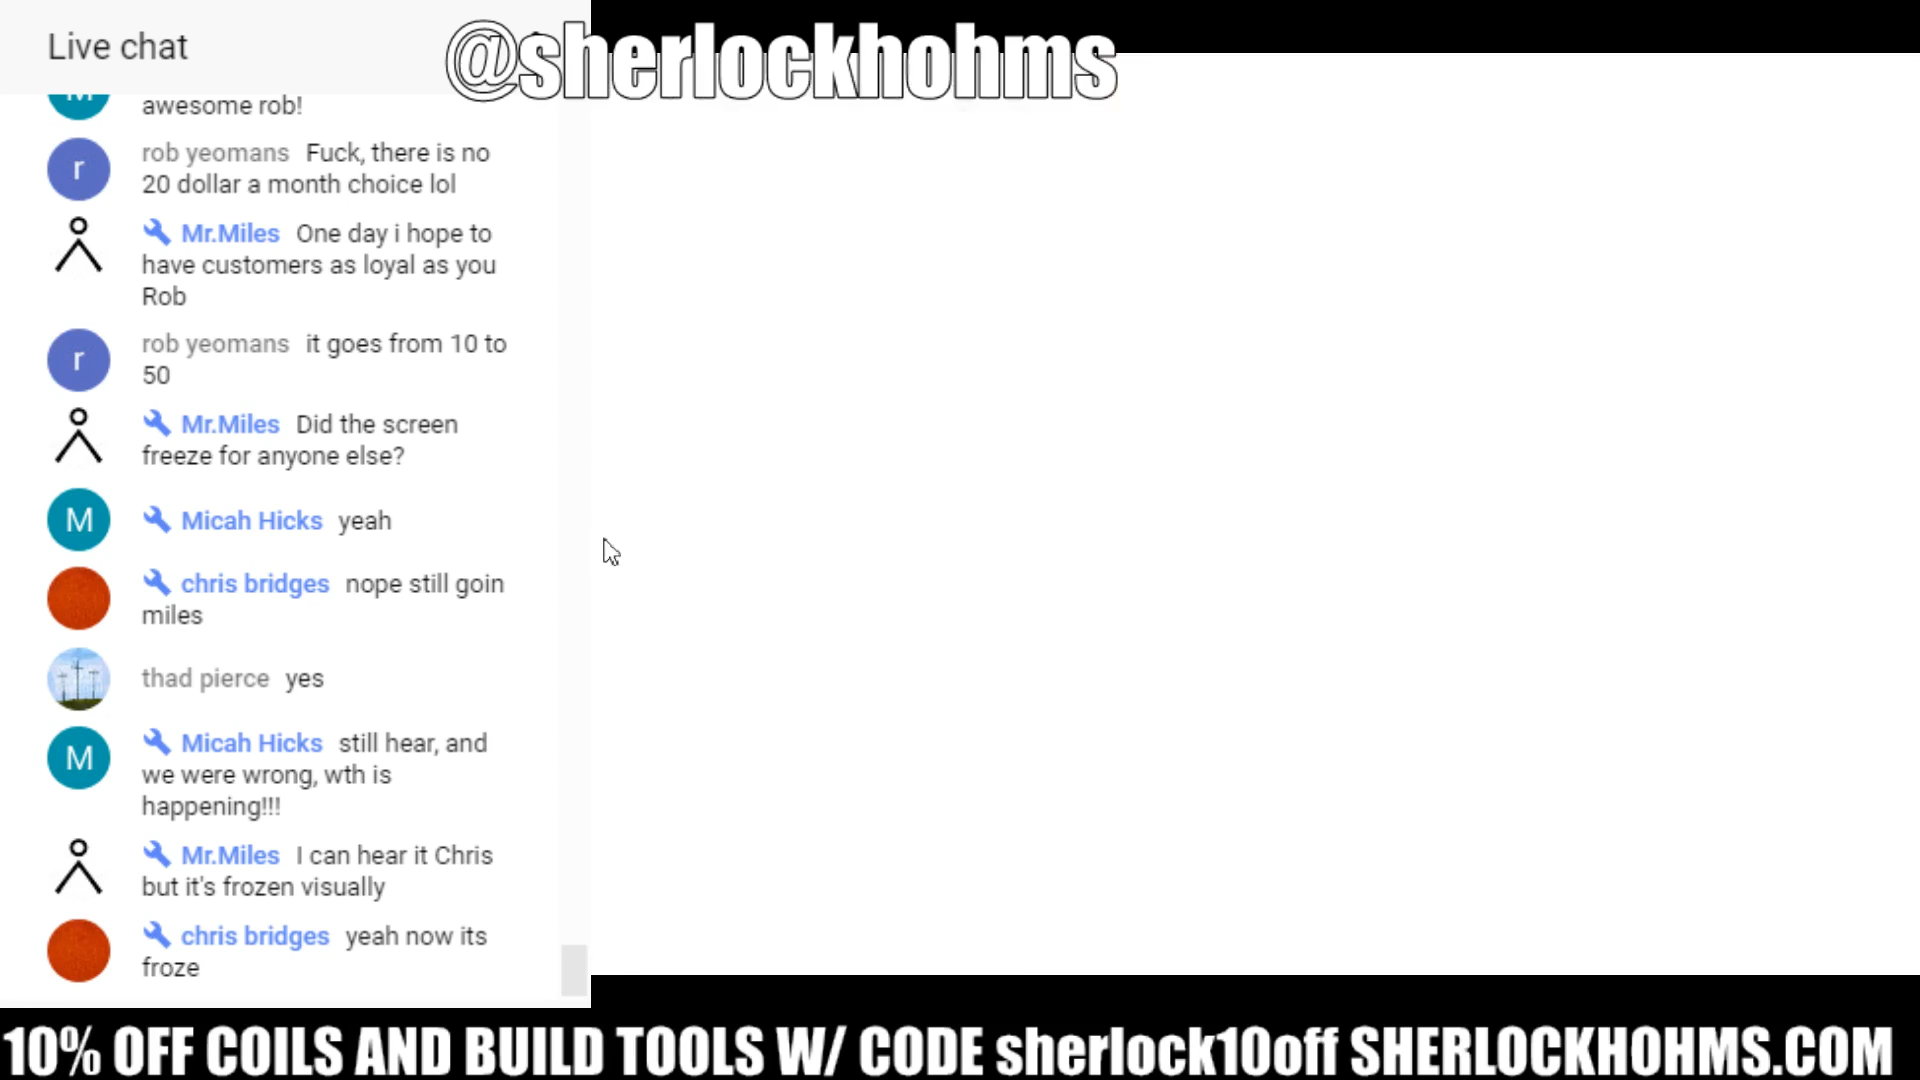 Live chat
@sherlockhohms
awesome rob!
r
rob yeomans Fuck, there is no
20 dollar a month choice lol
Mr.Miles One day i hope to
have customers as loyal as you
Rob
r
rob yeomans it goes from 10 to
50
Mr.Miles Did the screen
freeze for anyone else?
M
Micah Hicks yeah
chris bridges nope still goin
miles
thad pierce yes
M
Micah Hicks still hear, and
we were wrong, wth is
happening!!!
Mr.Miles I can hear it Chris
but it's frozen visually
chris bridges yeah now its
froze
10% OFF COILS AND BUILD TOOLS W/ CODE sherlock10off SHERLOCKHOHMS.COM